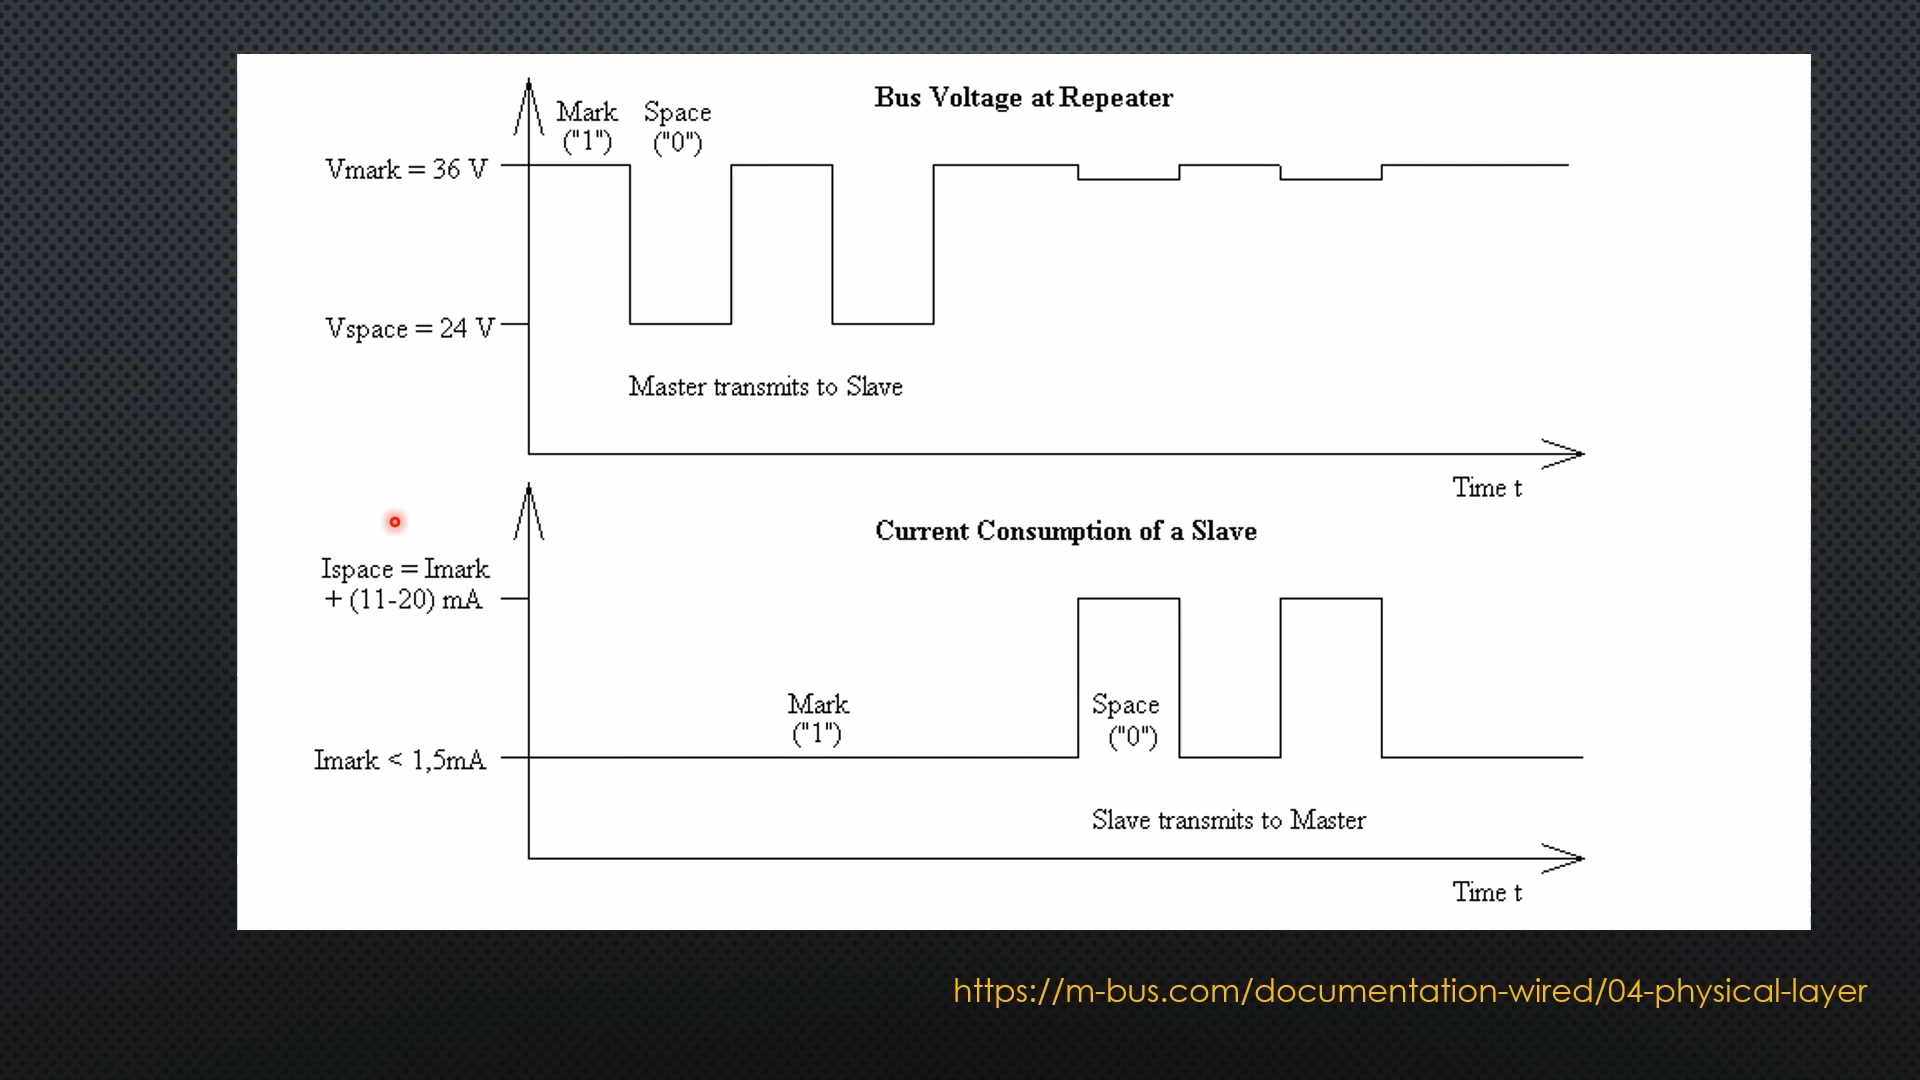 Bus Voltage at Repeater
Mark Space
("1") ("0")
Vmark = 36 V
Vspace = 24 V
Master transmits to Slave
Time t
Current Consumption of a Slave
Ispace = Imark
+ (11-20) mA
Mark
("1")
Space
("0")
Imark < 1,5mA
Slave transmits to Master
Time t
https://m-bus.com/documentation-wired/04-physical-layer